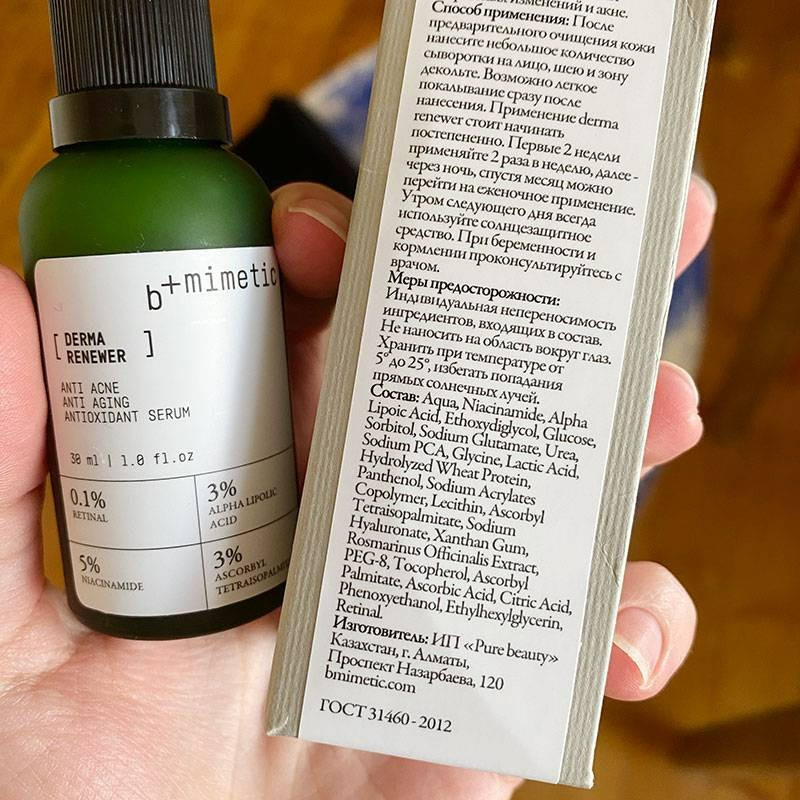 b+mimetic
[ DERMA
RENEWER ]
ANTI ACNE
ANTI AGING
ANTIOXIDANT SERUM
30 ml | 1.0 fl.oz
0.1%
RETINAL
3%
ALPHA LIPOLIC
ACID
5%
NIACINAMIDE
3%
ASCORBYL
изменений и акне.
Способ применения: После
предварительного очищения кожи
нанесите небольшое количество
сыворотки на лицо, шею и зону
декольте. Возможно легкое
покалывание сразу после
нанесения. Применение derma
renewer стоит начинать
постепененно. Первые 2 недели
применяйте 2 раза в неделю, далее -
через ночь, спустя месяц можно
перейти на еженочное применение.
Утром следующего дня всегда
используйте солнцезащитное
средство. При беременности и
кормлении проконсультируйтесь с
врачом.
Меры предосторожности:
Индивидуальная непереносимость
ингредиентов, входящих в состав.
Не наносить на область вокруг глаз.
Хранить при температуре от
5° до 25°, избегать попадания
прямых солнечных лучей.
Состав: Aqua, Niacinamide, Alpha
Lipoic Acid, Ethoxydiglycol, Glucose,
Sorbitol, Sodium Glutamate, Urea,
Sodium PCA, Glycine, Lactic Acid,
Hydrolyzed Wheat Protein,
Panthenol, Sodium Acrylates
Copolymer, Lecithin, Ascorbyl
Tetraisopalmitate, Sodium
Hyaluronate, Xanthan Gum,
Rosmarinus Officinalis Extract,
PEG-8, Tocopherol, Ascorbyl
Palmitate, Ascorbic Acid, Citric Acid,
Phenoxyethanol, Ethylhexylglycerin,
Retinal.
Изготовитель: ИП «Pure beauty»
Казахстан, г. Алматы,
Проспект Назарбаева, 120
bmimetic.com
ГОСТ 31460 - 2012